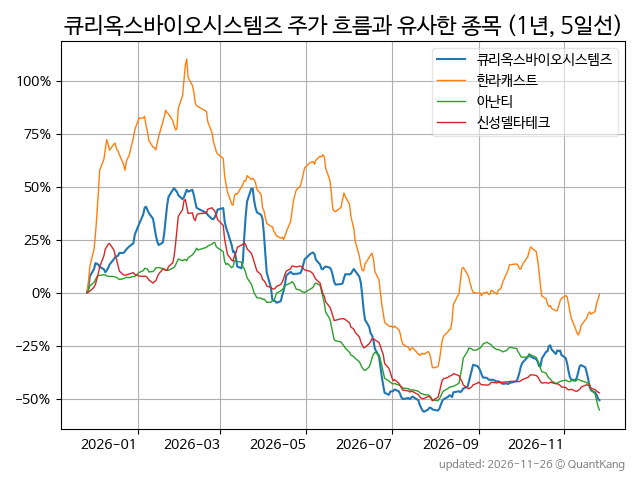 큐리옥스바이오시스템즈 주가 흐름과 유사한 종목 (1년, 5일선)
큐리옥스바이오시스템즈
한라캐스트
아난티
신성델타테크
100%
75%
50%
25%
0%
−25%
−50%
2026-01
2026-03
2026-05
2026-07
2026-09
2026-11
updated: 2026-11-26 © QuantKang